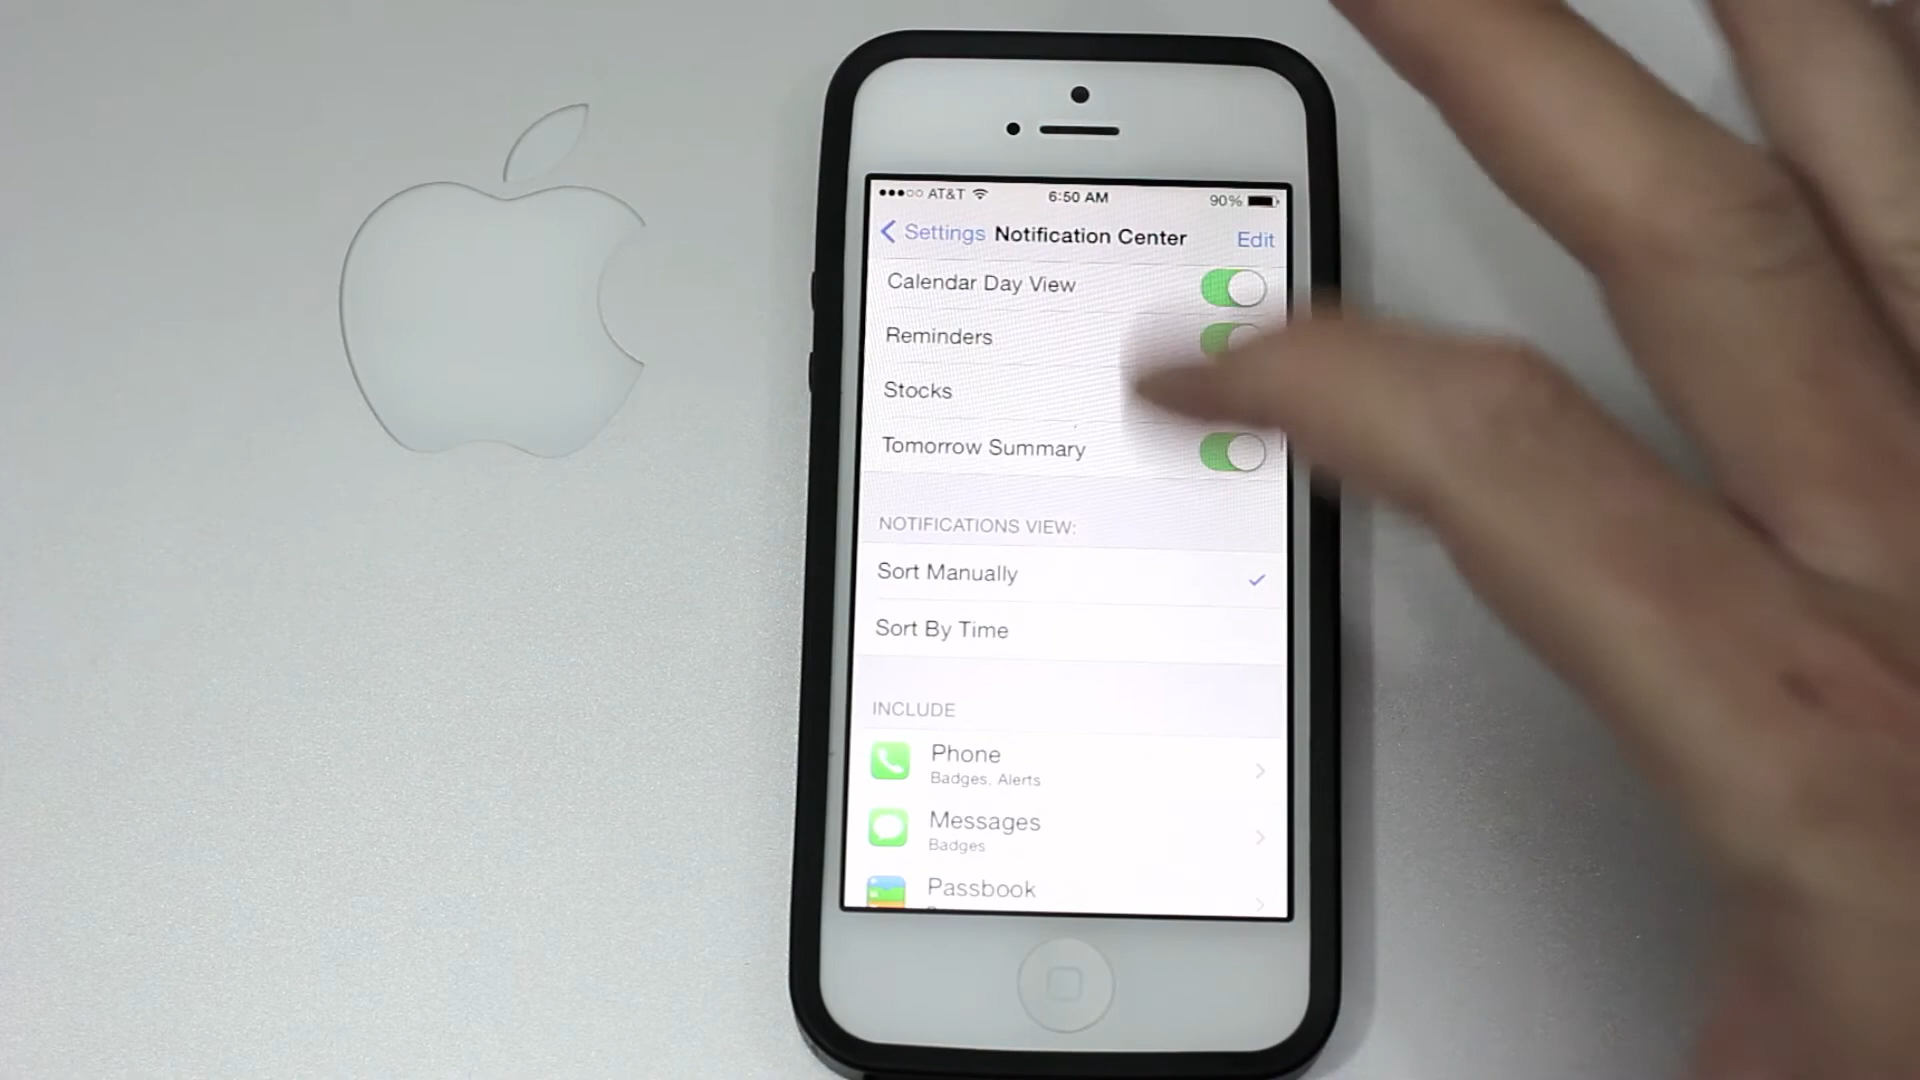 AT&T 6:50 AM 90%
Settings Notification Center Edit
Calendar Day View
Reminders
Stocks
Tomorrow Summary
NOTIFICATIONS VIEW:
Sort Manually
Sort By Time
INCLUDE
Phone
Badges, Alerts
Messages
Badges
Passbook